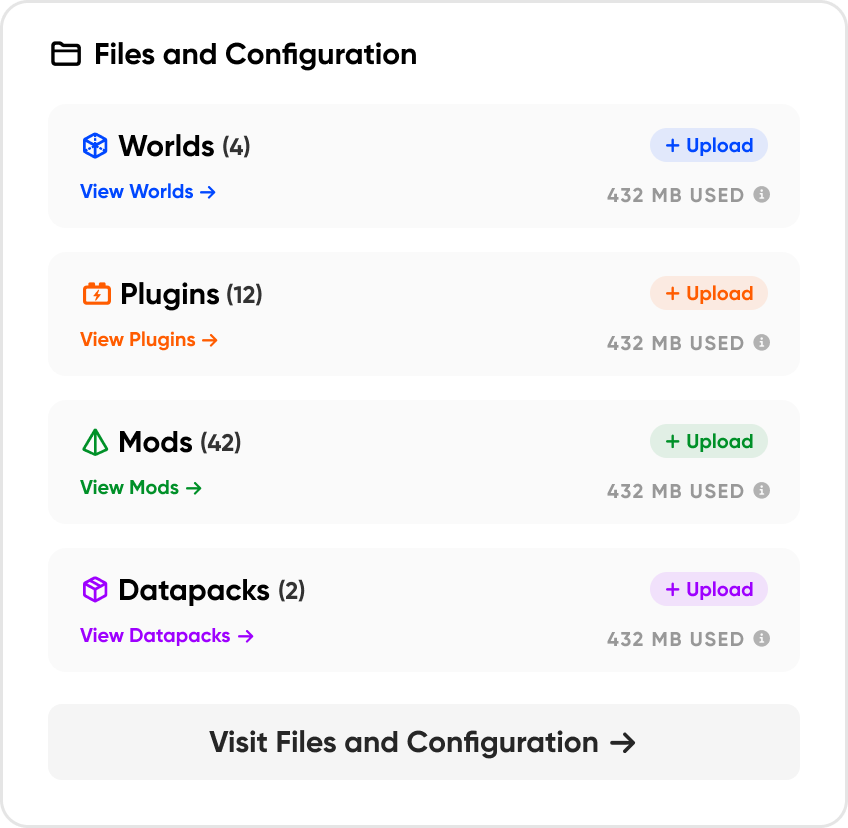 Files and Configuration
Worlds (4)
+ Upload
View Worlds →
432 MB USED
Plugins (12)
+ Upload
View Plugins →
432 MB USED
Mods (42)
+ Upload
View Mods →
432 MB USED
Datapacks (2)
+ Upload
View Datapacks →
432 MB USED
Visit Files and Configuration →